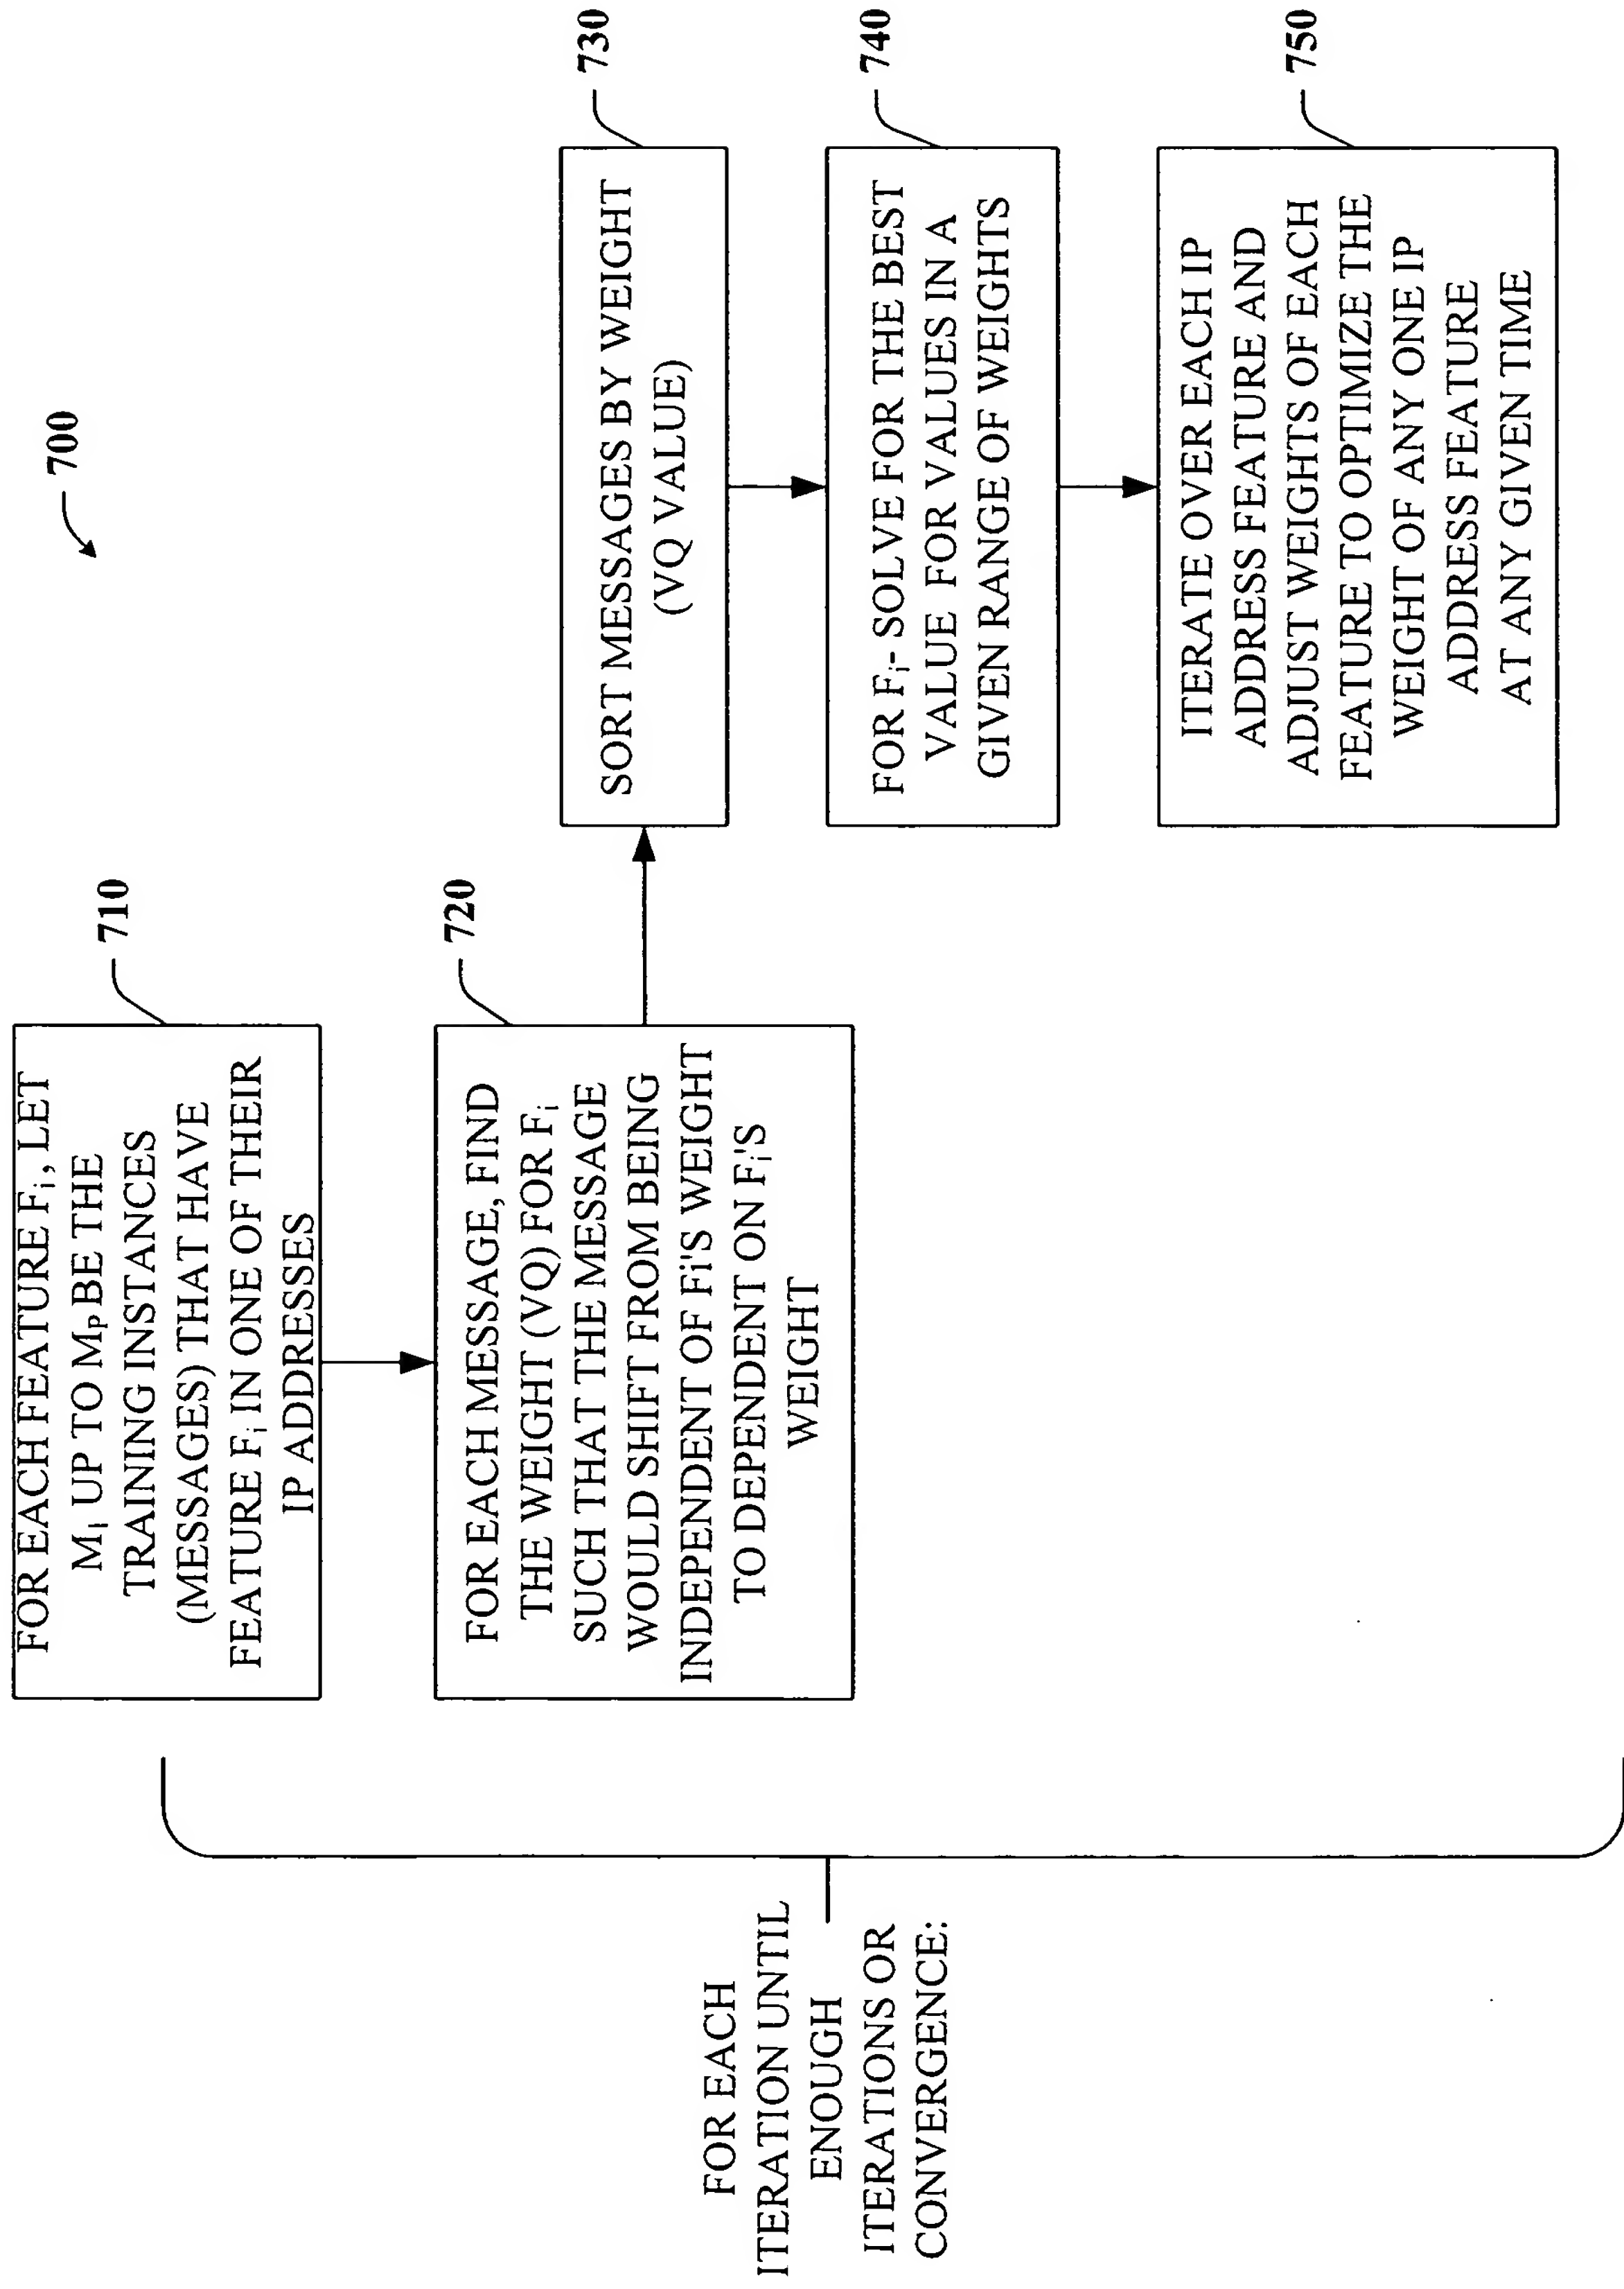 700
FOR EACH
ITERATION UNTIL
ENOUGH
ITERATIONS OR
CONVERGENCE:
710
FOR EACH FEATURE Fᵢ, LET
Mᵢ UP TO Mₚ BE THE
TRAINING INSTANCES
(MESSAGES) THAT HAVE
FEATURE Fᵢ IN ONE OF THEIR
IP ADDRESSES
720
FOR EACH MESSAGE, FIND
THE WEIGHT (VQ) FOR Fᵢ
SUCH THAT THE MESSAGE
WOULD SHIFT FROM BEING
INDEPENDENT OF Fᵢ'S WEIGHT
TO DEPENDENT ON Fᵢ'S
WEIGHT
730
SORT MESSAGES BY WEIGHT
(VQ VALUE)
740
FOR Fᵢ- SOLVE FOR THE BEST
VALUE FOR VALUES IN A
GIVEN RANGE OF WEIGHTS
750
ITERATE OVER EACH IP
ADDRESS FEATURE AND
ADJUST WEIGHTS OF EACH
FEATURE TO OPTIMIZE THE
WEIGHT OF ANY ONE IP
ADDRESS FEATURE
AT ANY GIVEN TIME